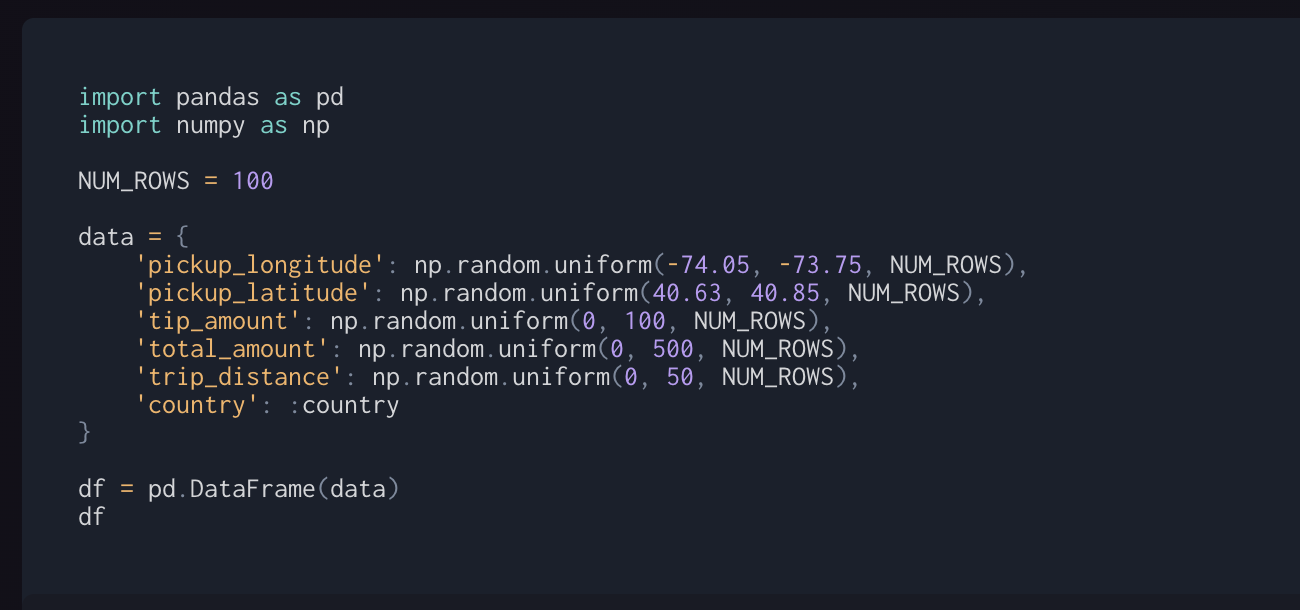 import pandas as pd
import numpy as np
NUM_ROWS = 100
data = {
    'pickup_longitude': np.random.uniform(-74.05, -73.75, NUM_ROWS),
    'pickup_latitude': np.random.uniform(40.63, 40.85, NUM_ROWS),
    'tip_amount': np.random.uniform(0, 100, NUM_ROWS),
    'total_amount': np.random.uniform(0, 500, NUM_ROWS),
    'trip_distance': np.random.uniform(0, 50, NUM_ROWS),
    'country': :country
}
df = pd.DataFrame(data)
df